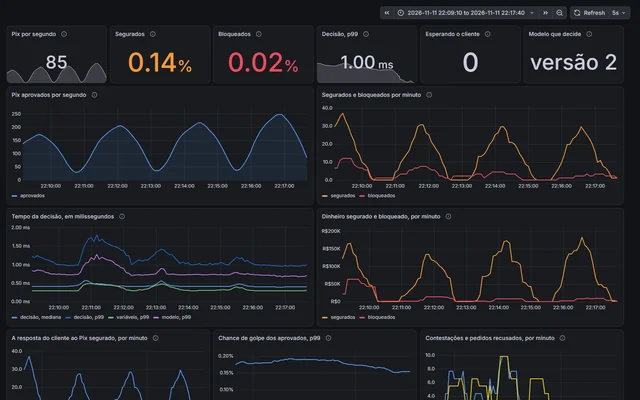 2026-11-11 22:09:10 to 2026-11-11 22:17:40
Refresh 5s
Pix por segundo
85
Segurados
0.14%
Bloqueados
0.02%
Decisão, p99
1.00 ms
Esperando o cliente
0
Modelo que decide
versão 2
Pix aprovados por segundo
250
200
150
100
50
0
22:10:00 22:11:00 22:12:00 22:13:00 22:14:00 22:15:00 22:16:00 22:17:00
aprovados
Segurados e bloqueados por minuto
40.0
30.0
20.0
10.0
0.0
22:10:00 22:11:00 22:12:00 22:13:00 22:14:00 22:15:00 22:16:00 22:17:00
segurados bloqueados
Tempo da decisão, em milissegundos
2.00 ms
1.50 ms
1.00 ms
0.50 ms
0.00 ms
22:10:00 22:11:00 22:12:00 22:13:00 22:14:00 22:15:00 22:16:00 22:17:00
decisão, mediana decisão, p99 variáveis, p99 modelo, p99
Dinheiro segurado e bloqueado, por minuto
R$200K
R$150K
R$100K
R$50K
R$0
22:10:00 22:11:00 22:12:00 22:13:00 22:14:00 22:15:00 22:16:00 22:17:00
segurados bloqueados
A resposta do cliente ao Pix segurado, por minuto
40.0
30.0
20.0
Chance de golpe dos aprovados, p99
0.20%
0.15%
0.10%
Contestações e pedidos recusados, por minuto
10.0
8.0
6.0
4.0